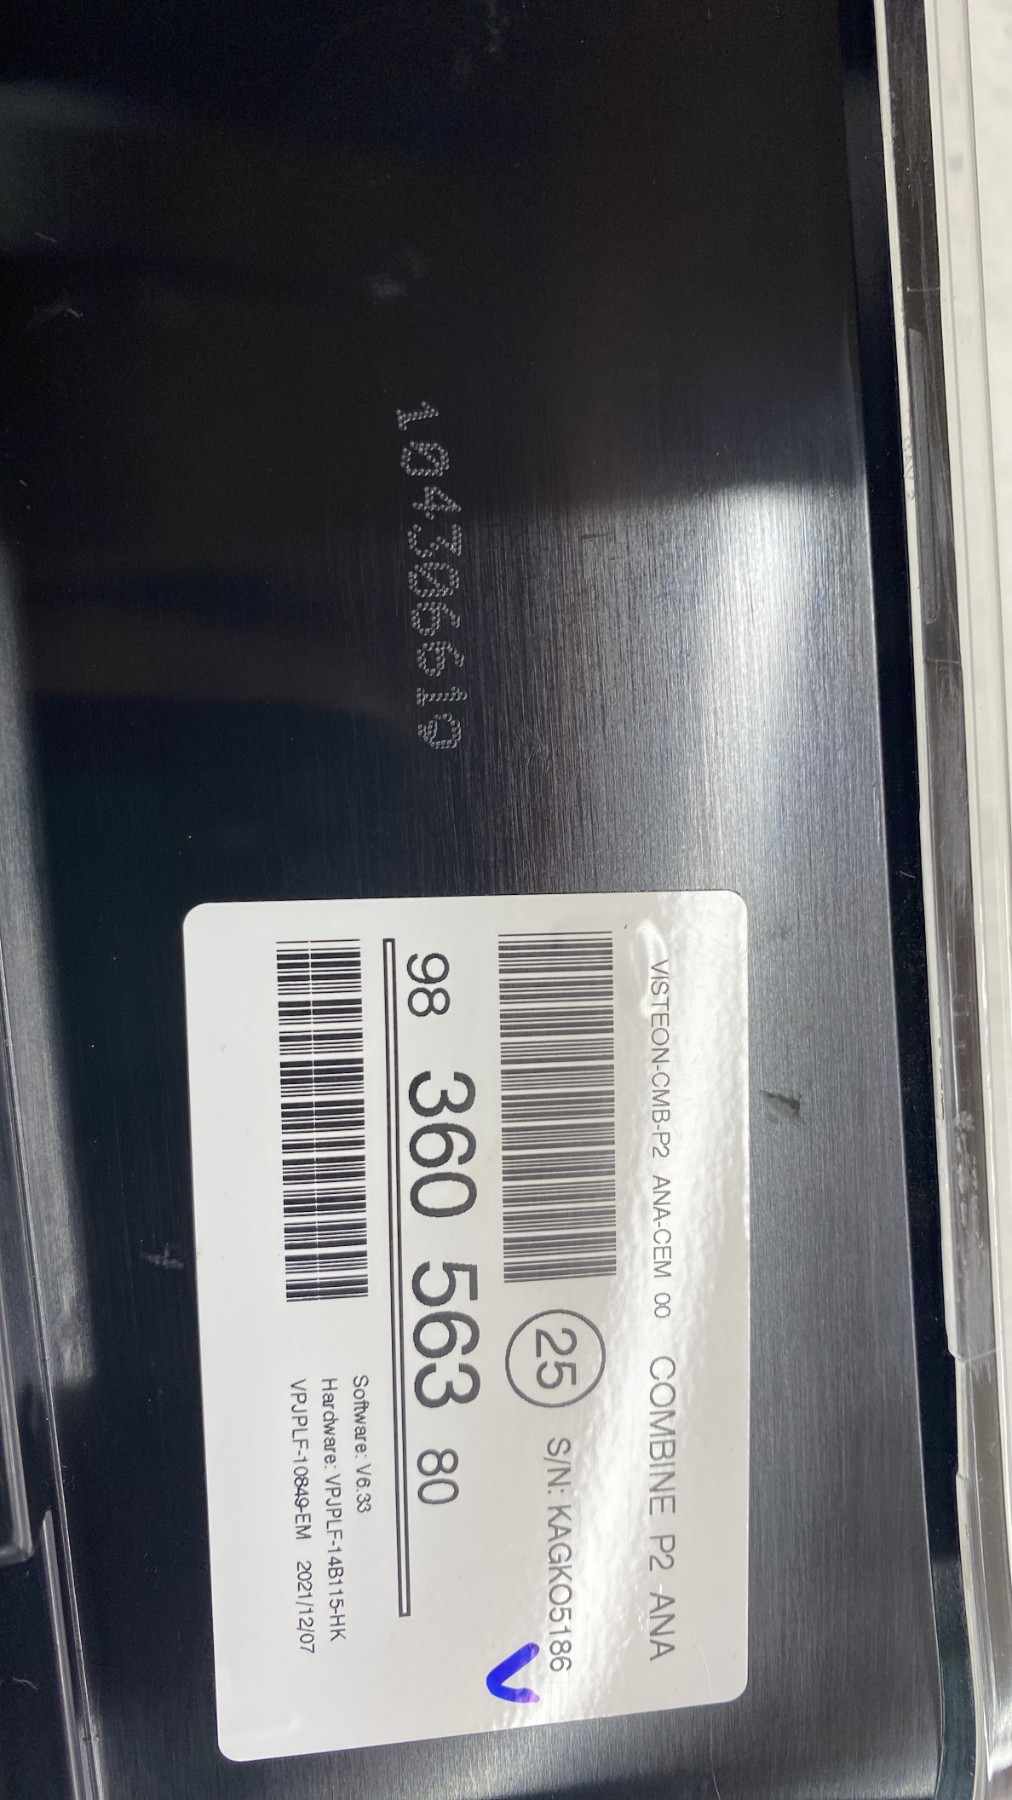 104306610
VISTEON-CMB-P2 ANA-CEM 00 COMBINE P2 ANA
25 S/N: KAGKO5186
98 360 563 80
Software: V6.33
Hardware: VPJPLF-14B115-HK
VPJPLF-10849-EM 2021/12/07